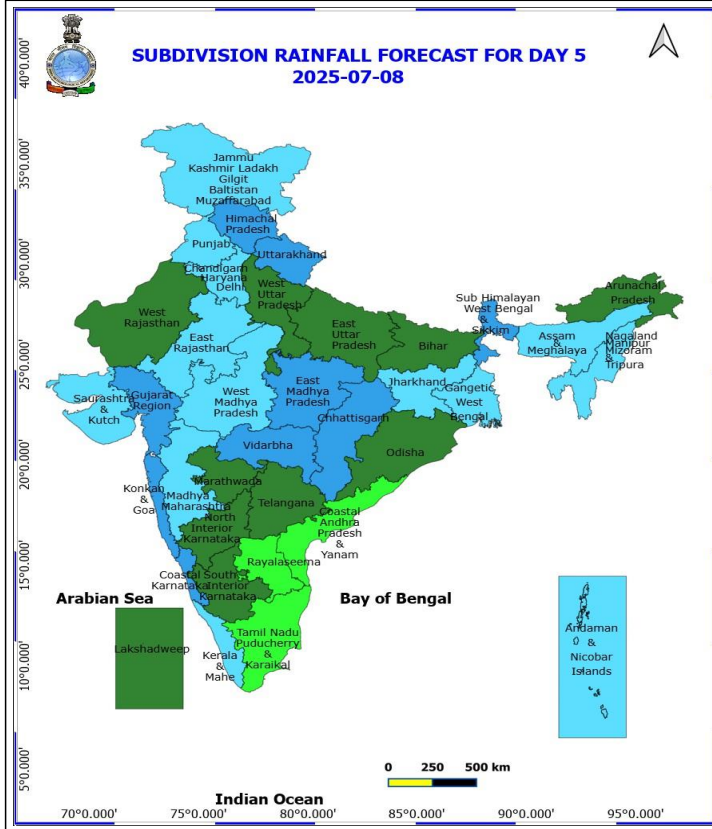 SUBDIVISION RAINFALL FORECAST FOR DAY 5
2025-07-08
40°0.000'
35°0.000'
30°0.000'
25°0.000'
20°0.000'
15°0.000'
10°0.000'
5°0.000'
Jammu
Kashmir Ladakh
Gilgit
Baltistan
Muzaffarabad
Himachal
Pradesh
Punjab
Uttarakhand
Chandigarh
Haryana
Delhi
West
Uttar
Pradesh
West
Rajasthan
East
Rajasthan
East
Uttar
Pradesh
Bihar
Sub Himalayan
West Bengal
&
Sikkim
Arunachal
Pradesh
Assam
&
Meghalaya
Nagaland
Manipur
Mizoram
&
Tripura
Saurashtra
&
Kutch
Gujarat
Region
West
Madhya
Pradesh
East
Madhya
Pradesh
Jharkhand
Gangetic
West
Bengal
Chhattisgarh
Vidarbha
Odisha
Konkan
&
Goa
Madhya
Maharashtra
Marathwada
Telangana
North
Interior
Karnataka
Coastal
Andhra
Pradesh
&
Yanam
Rayalaseema
Coastal
Karnataka
South
Interior
Karnataka
Arabian Sea
Bay of Bengal
Lakshadweep
Kerala
&
Mahe
Tamil Nadu
Puducherry
&
Karaikal
Andaman
&
Nicobar
Islands
0 250 500 km
Indian Ocean
70°0.000' 75°0.000' 80°0.000' 85°0.000' 90°0.000' 95°0.000'